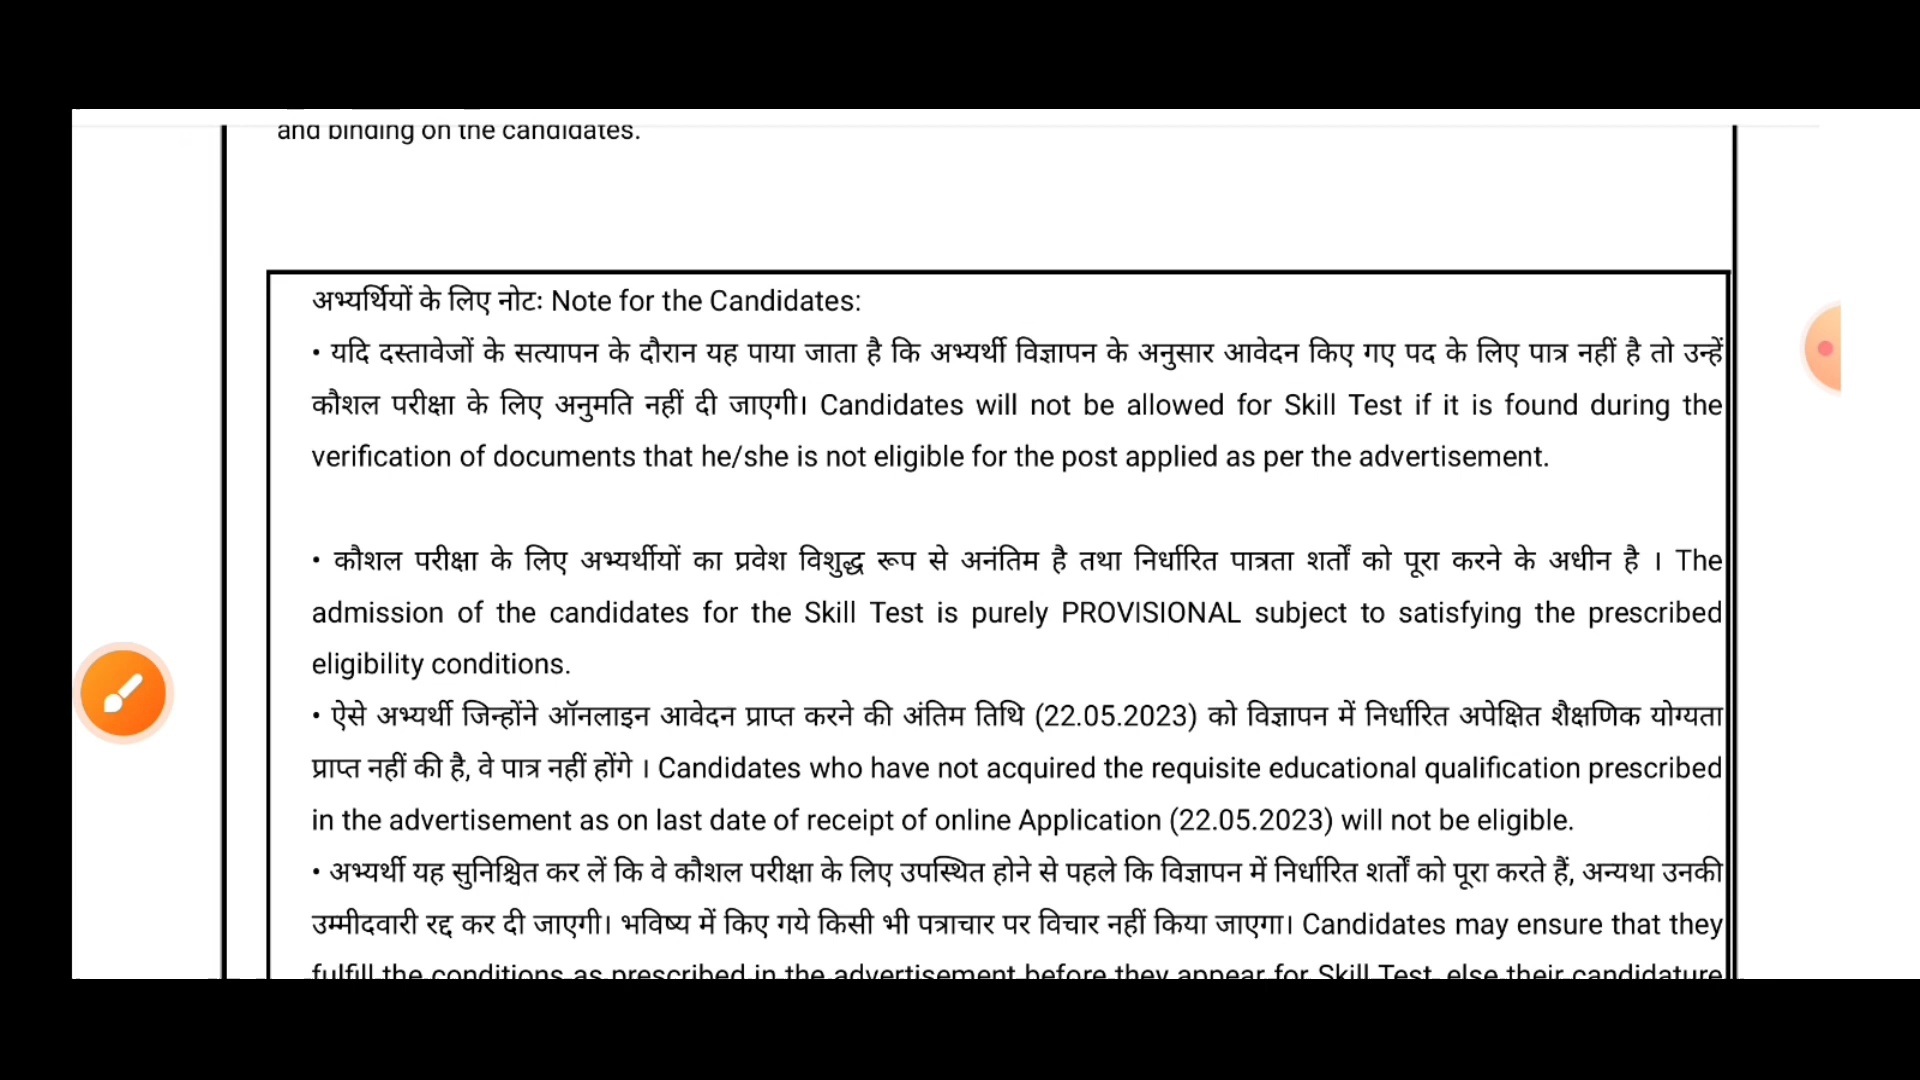 and binding on the candidates.
अभ्यर्थियों के लिए नोटः Note for the Candidates:
• यदि दस्तावेजों के सत्यापन के दौरान यह पाया जाता है कि अभ्यर्थी विज्ञापन के अनुसार आवेदन किए गए पद के लिए पात्र नहीं है तो उन्हें
कौशल परीक्षा के लिए अनुमति नहीं दी जाएगी। Candidates will not be allowed for Skill Test if it is found during the
verification of documents that he/she is not eligible for the post applied as per the advertisement.
• कौशल परीक्षा के लिए अभ्यर्थीयों का प्रवेश विशुद्ध रूप से अनंतिम है तथा निर्धारित पात्रता शर्तों को पूरा करने के अधीन है । The
admission of the candidates for the Skill Test is purely PROVISIONAL subject to satisfying the prescribed
eligibility conditions.
• ऐसे अभ्यर्थी जिन्होंने ऑनलाइन आवेदन प्राप्त करने की अंतिम तिथि (22.05.2023) को विज्ञापन में निर्धारित अपेक्षित शैक्षणिक योग्यता
प्राप्त नहीं की है, वे पात्र नहीं होंगे । Candidates who have not acquired the requisite educational qualification prescribed
in the advertisement as on last date of receipt of online Application (22.05.2023) will not be eligible.
• अभ्यर्थी यह सुनिश्चित कर लें कि वे कौशल परीक्षा के लिए उपस्थित होने से पहले कि विज्ञापन में निर्धारित शर्तों को पूरा करते हैं, अन्यथा उनकी
उम्मीदवारी रद्द कर दी जाएगी। भविष्य में किए गये किसी भी पत्राचार पर विचार नहीं किया जाएगा। Candidates may ensure that they
fulfill the conditions as prescribed in the advertisement before they appear for Skill Test, else their candidature